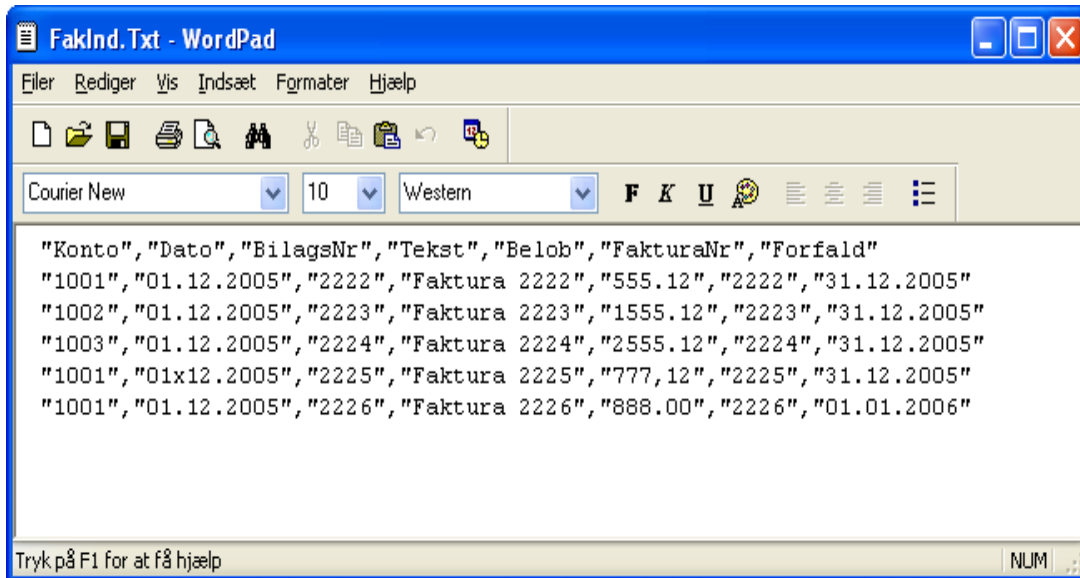 FakInd.Txt - WordPad
Filer Rediger Vis Indsæt Formater Hjælp
Courier New 10 Western F K U
"Konto","Dato","BilagsNr","Tekst","Belob","FakturaNr","Forfald"
"1001","01.12.2005","2222","Faktura 2222","555.12","2222","31.12.2005"
"1002","01.12.2005","2223","Faktura 2223","1555.12","2223","31.12.2005"
"1003","01.12.2005","2224","Faktura 2224","2555.12","2224","31.12.2005"
"1001","01x12.2005","2225","Faktura 2225","777,12","2225","31.12.2005"
"1001","01.12.2005","2226","Faktura 2226","888.00","2226","01.01.2006"
Tryk på F1 for at få hjælp NUM